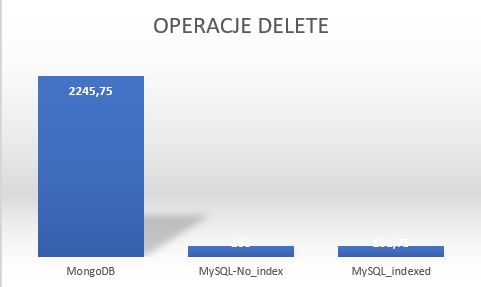 OPERACJE DELETE
2245,75
MongoDB
MySQL-No_index
MySQL_indexed